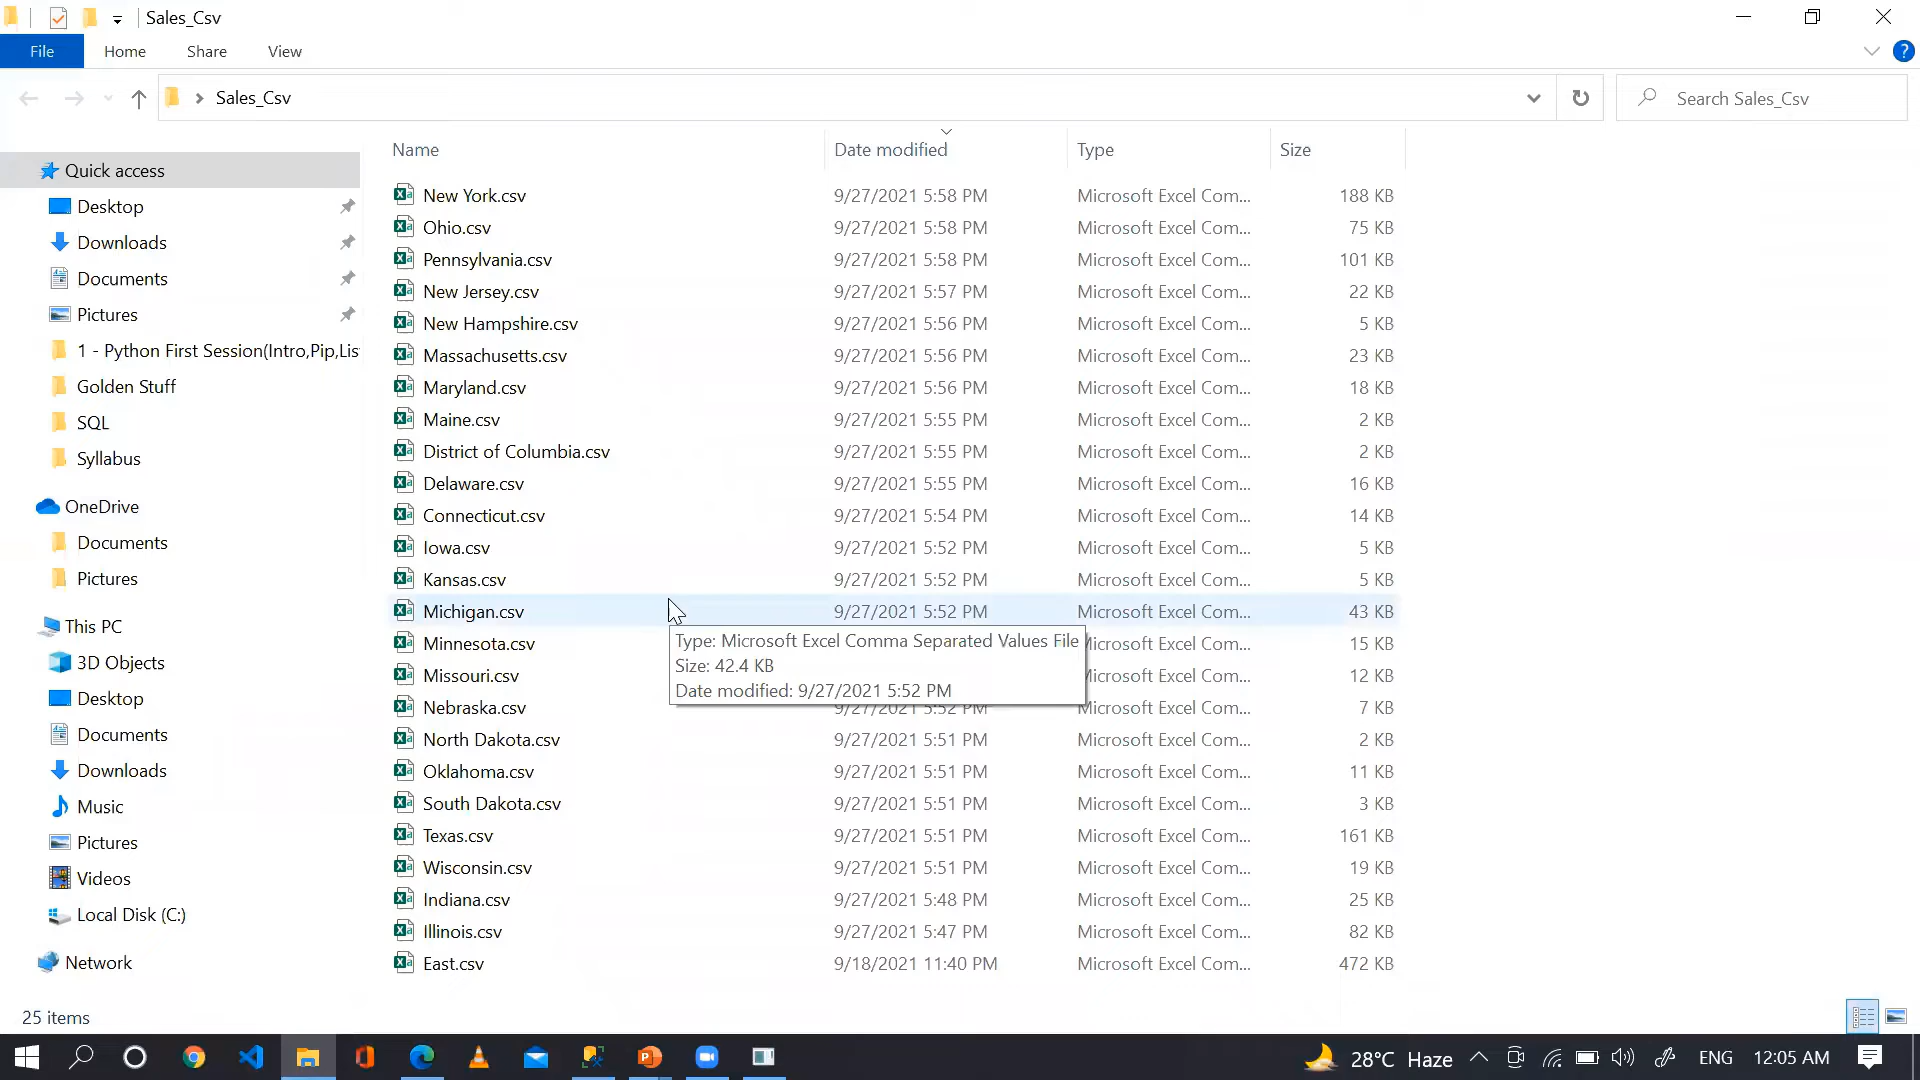 Sales_Csv
File Home Share View ?
Sales_Csv Search Sales_Csv
Name Date modified Type Size
Quick access
Desktop
Downloads
Documents
Pictures
1 - Python First Session(Intro,Pip,Lis
Golden Stuff
SQL
Syllabus
OneDrive
Documents
Pictures
This PC
3D Objects
Desktop
Documents
Downloads
Music
Pictures
Videos
Local Disk (C:)
Network
New York.csv 9/27/2021 5:58 PM Microsoft Excel Com... 188 KB
Ohio.csv 9/27/2021 5:58 PM Microsoft Excel Com... 75 KB
Pennsylvania.csv 9/27/2021 5:58 PM Microsoft Excel Com... 101 KB
New Jersey.csv 9/27/2021 5:57 PM Microsoft Excel Com... 22 KB
New Hampshire.csv 9/27/2021 5:56 PM Microsoft Excel Com... 5 KB
Massachusetts.csv 9/27/2021 5:56 PM Microsoft Excel Com... 23 KB
Maryland.csv 9/27/2021 5:56 PM Microsoft Excel Com... 18 KB
Maine.csv 9/27/2021 5:55 PM Microsoft Excel Com... 2 KB
District of Columbia.csv 9/27/2021 5:55 PM Microsoft Excel Com... 2 KB
Delaware.csv 9/27/2021 5:55 PM Microsoft Excel Com... 16 KB
Connecticut.csv 9/27/2021 5:54 PM Microsoft Excel Com... 14 KB
Iowa.csv 9/27/2021 5:52 PM Microsoft Excel Com... 5 KB
Kansas.csv 9/27/2021 5:52 PM Microsoft Excel Com... 5 KB
Michigan.csv 9/27/2021 5:52 PM Microsoft Excel Com... 43 KB
Minnesota.csv Microsoft Excel Com... 15 KB
Type: Microsoft Excel Comma Separated Values File
Size: 42.4 KB
Date modified: 9/27/2021 5:52 PM
Missouri.csv Microsoft Excel Com... 12 KB
Nebraska.csv 9/27/2021 5:52 PM Microsoft Excel Com... 7 KB
North Dakota.csv 9/27/2021 5:51 PM Microsoft Excel Com... 2 KB
Oklahoma.csv 9/27/2021 5:51 PM Microsoft Excel Com... 11 KB
South Dakota.csv 9/27/2021 5:51 PM Microsoft Excel Com... 3 KB
Texas.csv 9/27/2021 5:51 PM Microsoft Excel Com... 161 KB
Wisconsin.csv 9/27/2021 5:51 PM Microsoft Excel Com... 19 KB
Indiana.csv 9/27/2021 5:48 PM Microsoft Excel Com... 25 KB
Illinois.csv 9/27/2021 5:47 PM Microsoft Excel Com... 82 KB
East.csv 9/18/2021 11:40 PM Microsoft Excel Com... 472 KB
25 items
28°C Haze ENG 12:05 AM